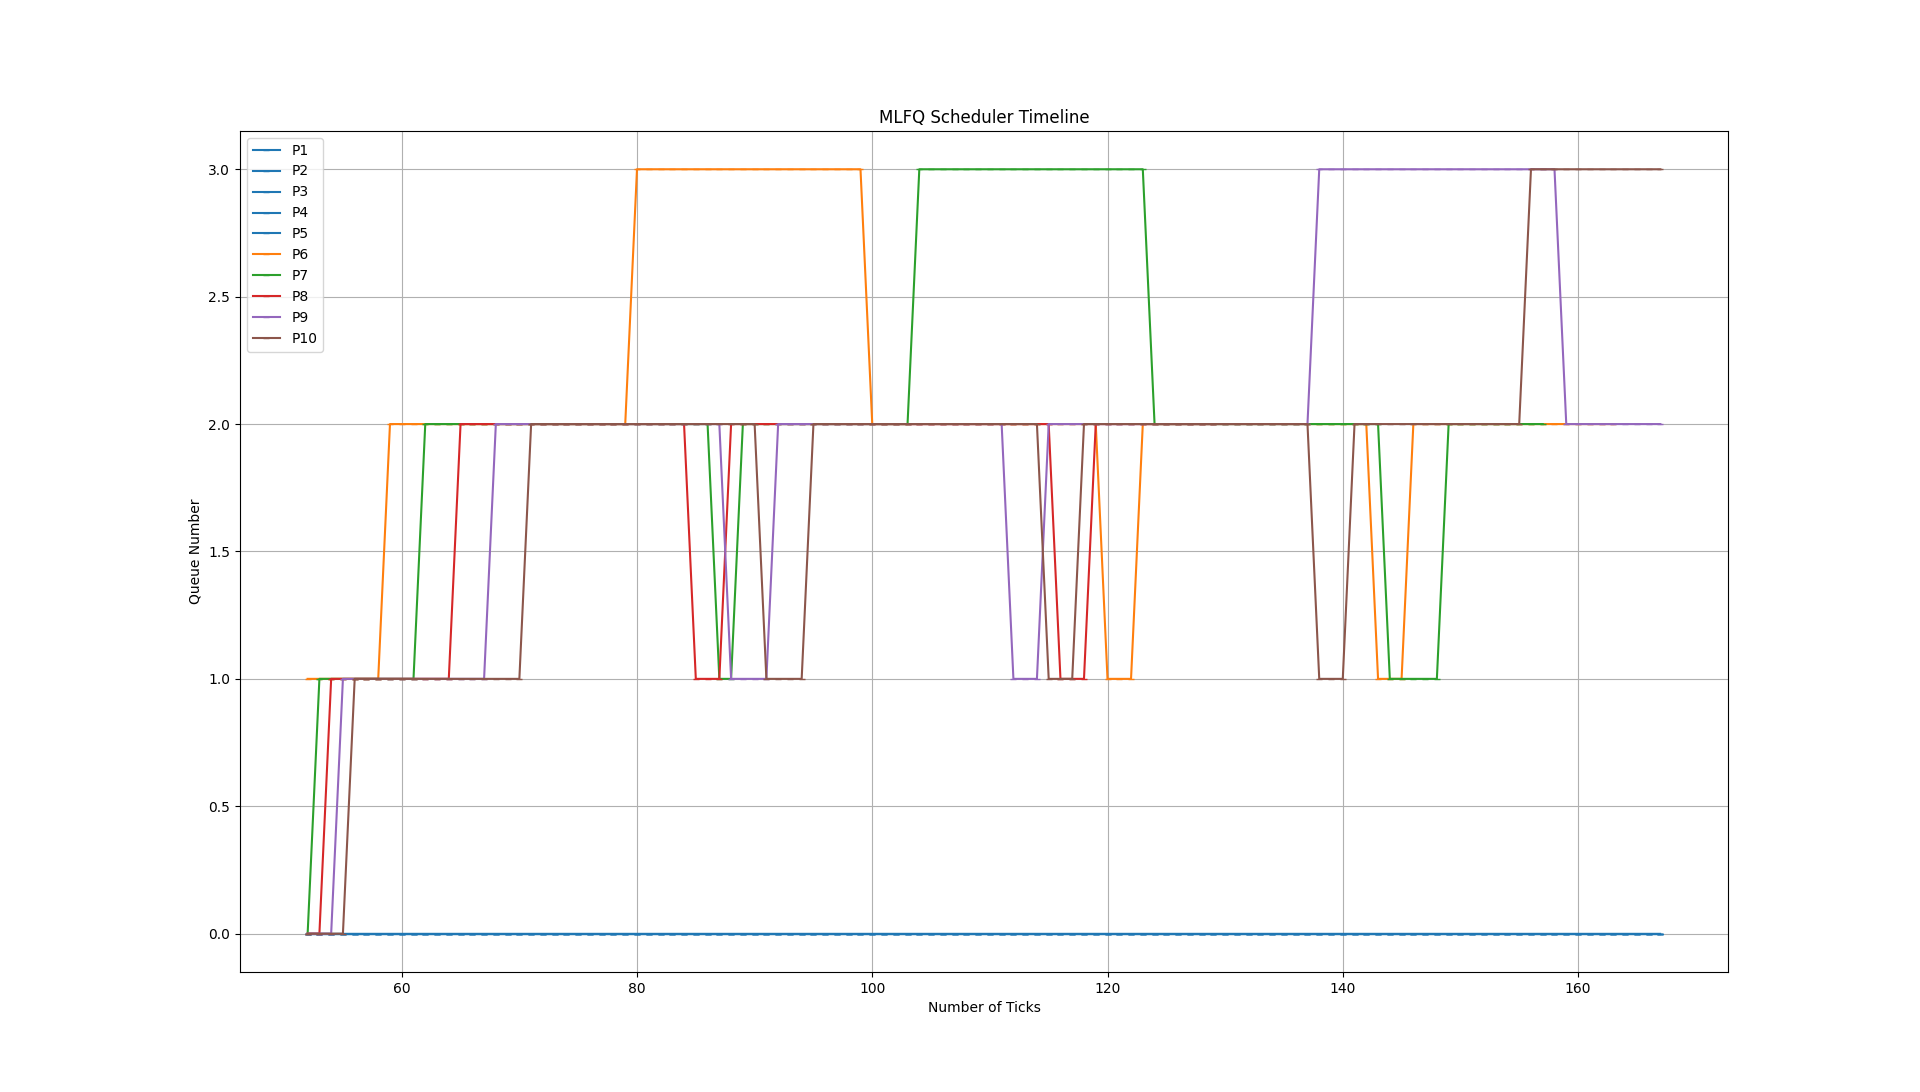 MLFQ Scheduler Timeline
P1
P2
P3
P4
P5
P6
P7
P8
P9
P10
Queue Number
3.0
2.5
2.0
1.5
1.0
0.5
0.0
60 80 100 120 140 160
Number of Ticks